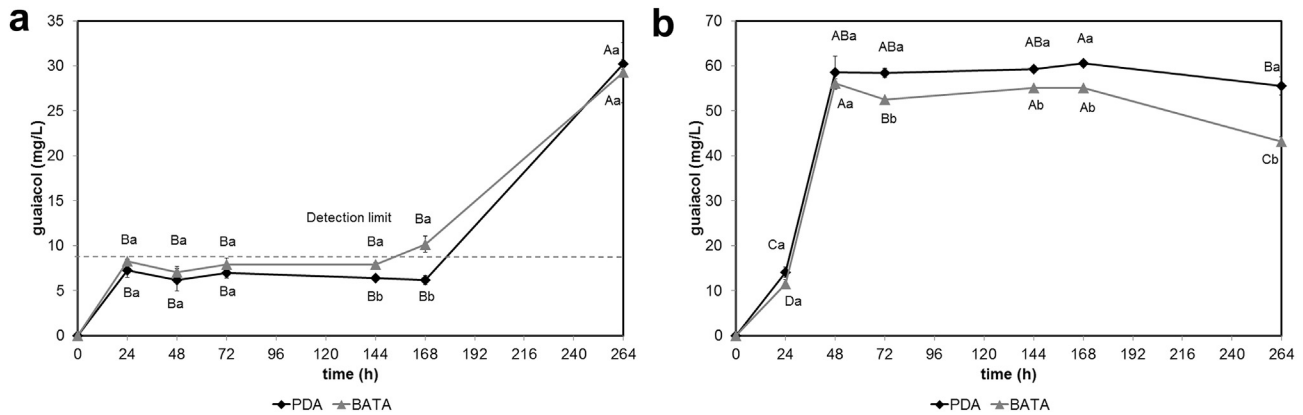 a
guaiacol (mg/L)
35
30
25
20
15
10
5
0
Aa
Aa
Detection limit
Ba
Ba Ba Ba Ba
Ba Ba Ba Bb Bb
0 24 48 72 96 120 144 168 192 216 240 264
time (h)
PDA BATA
b
guaiacol (mg/L)
70
60
50
40
30
20
10
0
ABa ABa ABa Aa Ba
Aa Bb Ab Ab Cb
Ca
Da
0 24 48 72 96 120 144 168 192 216 240 264
time (h)
PDA BATA